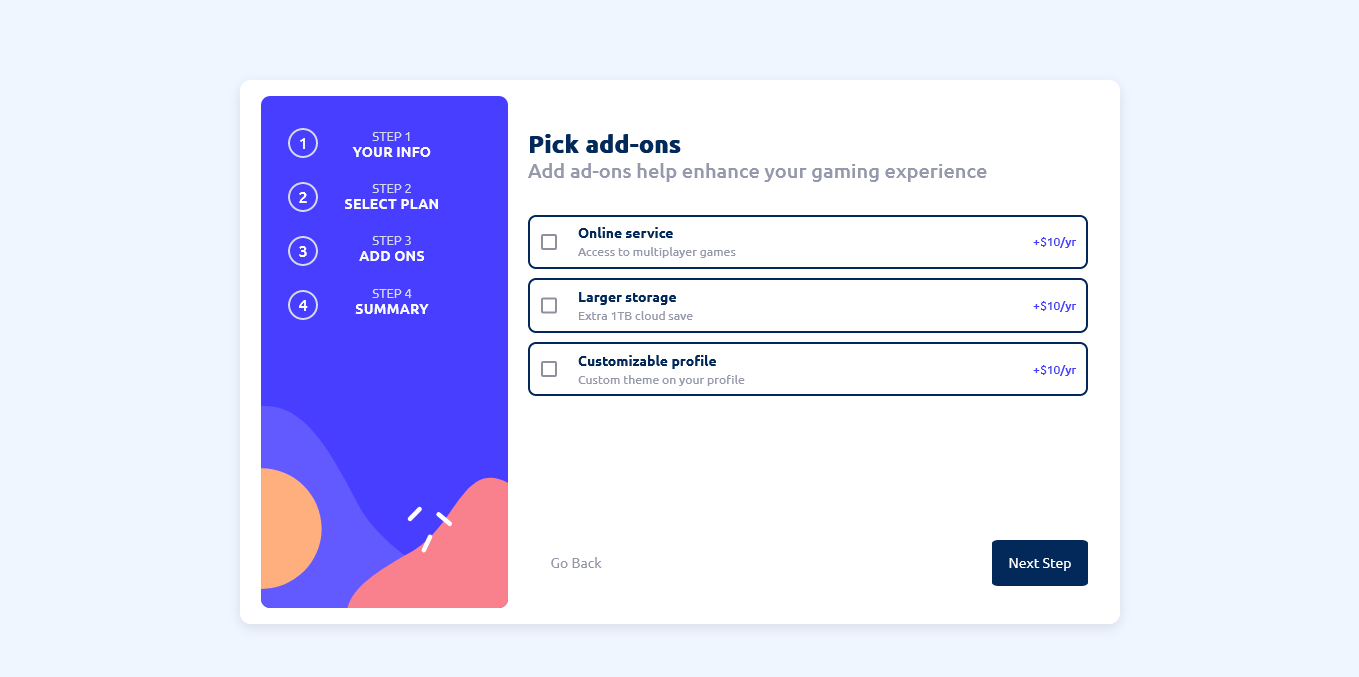 1
STEP 1
YOUR INFO
2
STEP 2
SELECT PLAN
3
STEP 3
ADD ONS
4
STEP 4
SUMMARY
Pick add-ons
Add ad-ons help enhance your gaming experience
Online service
Access to multiplayer games
+$10/yr
Larger storage
Extra 1TB cloud save
+$10/yr
Customizable profile
Custom theme on your profile
+$10/yr
Go Back
Next Step